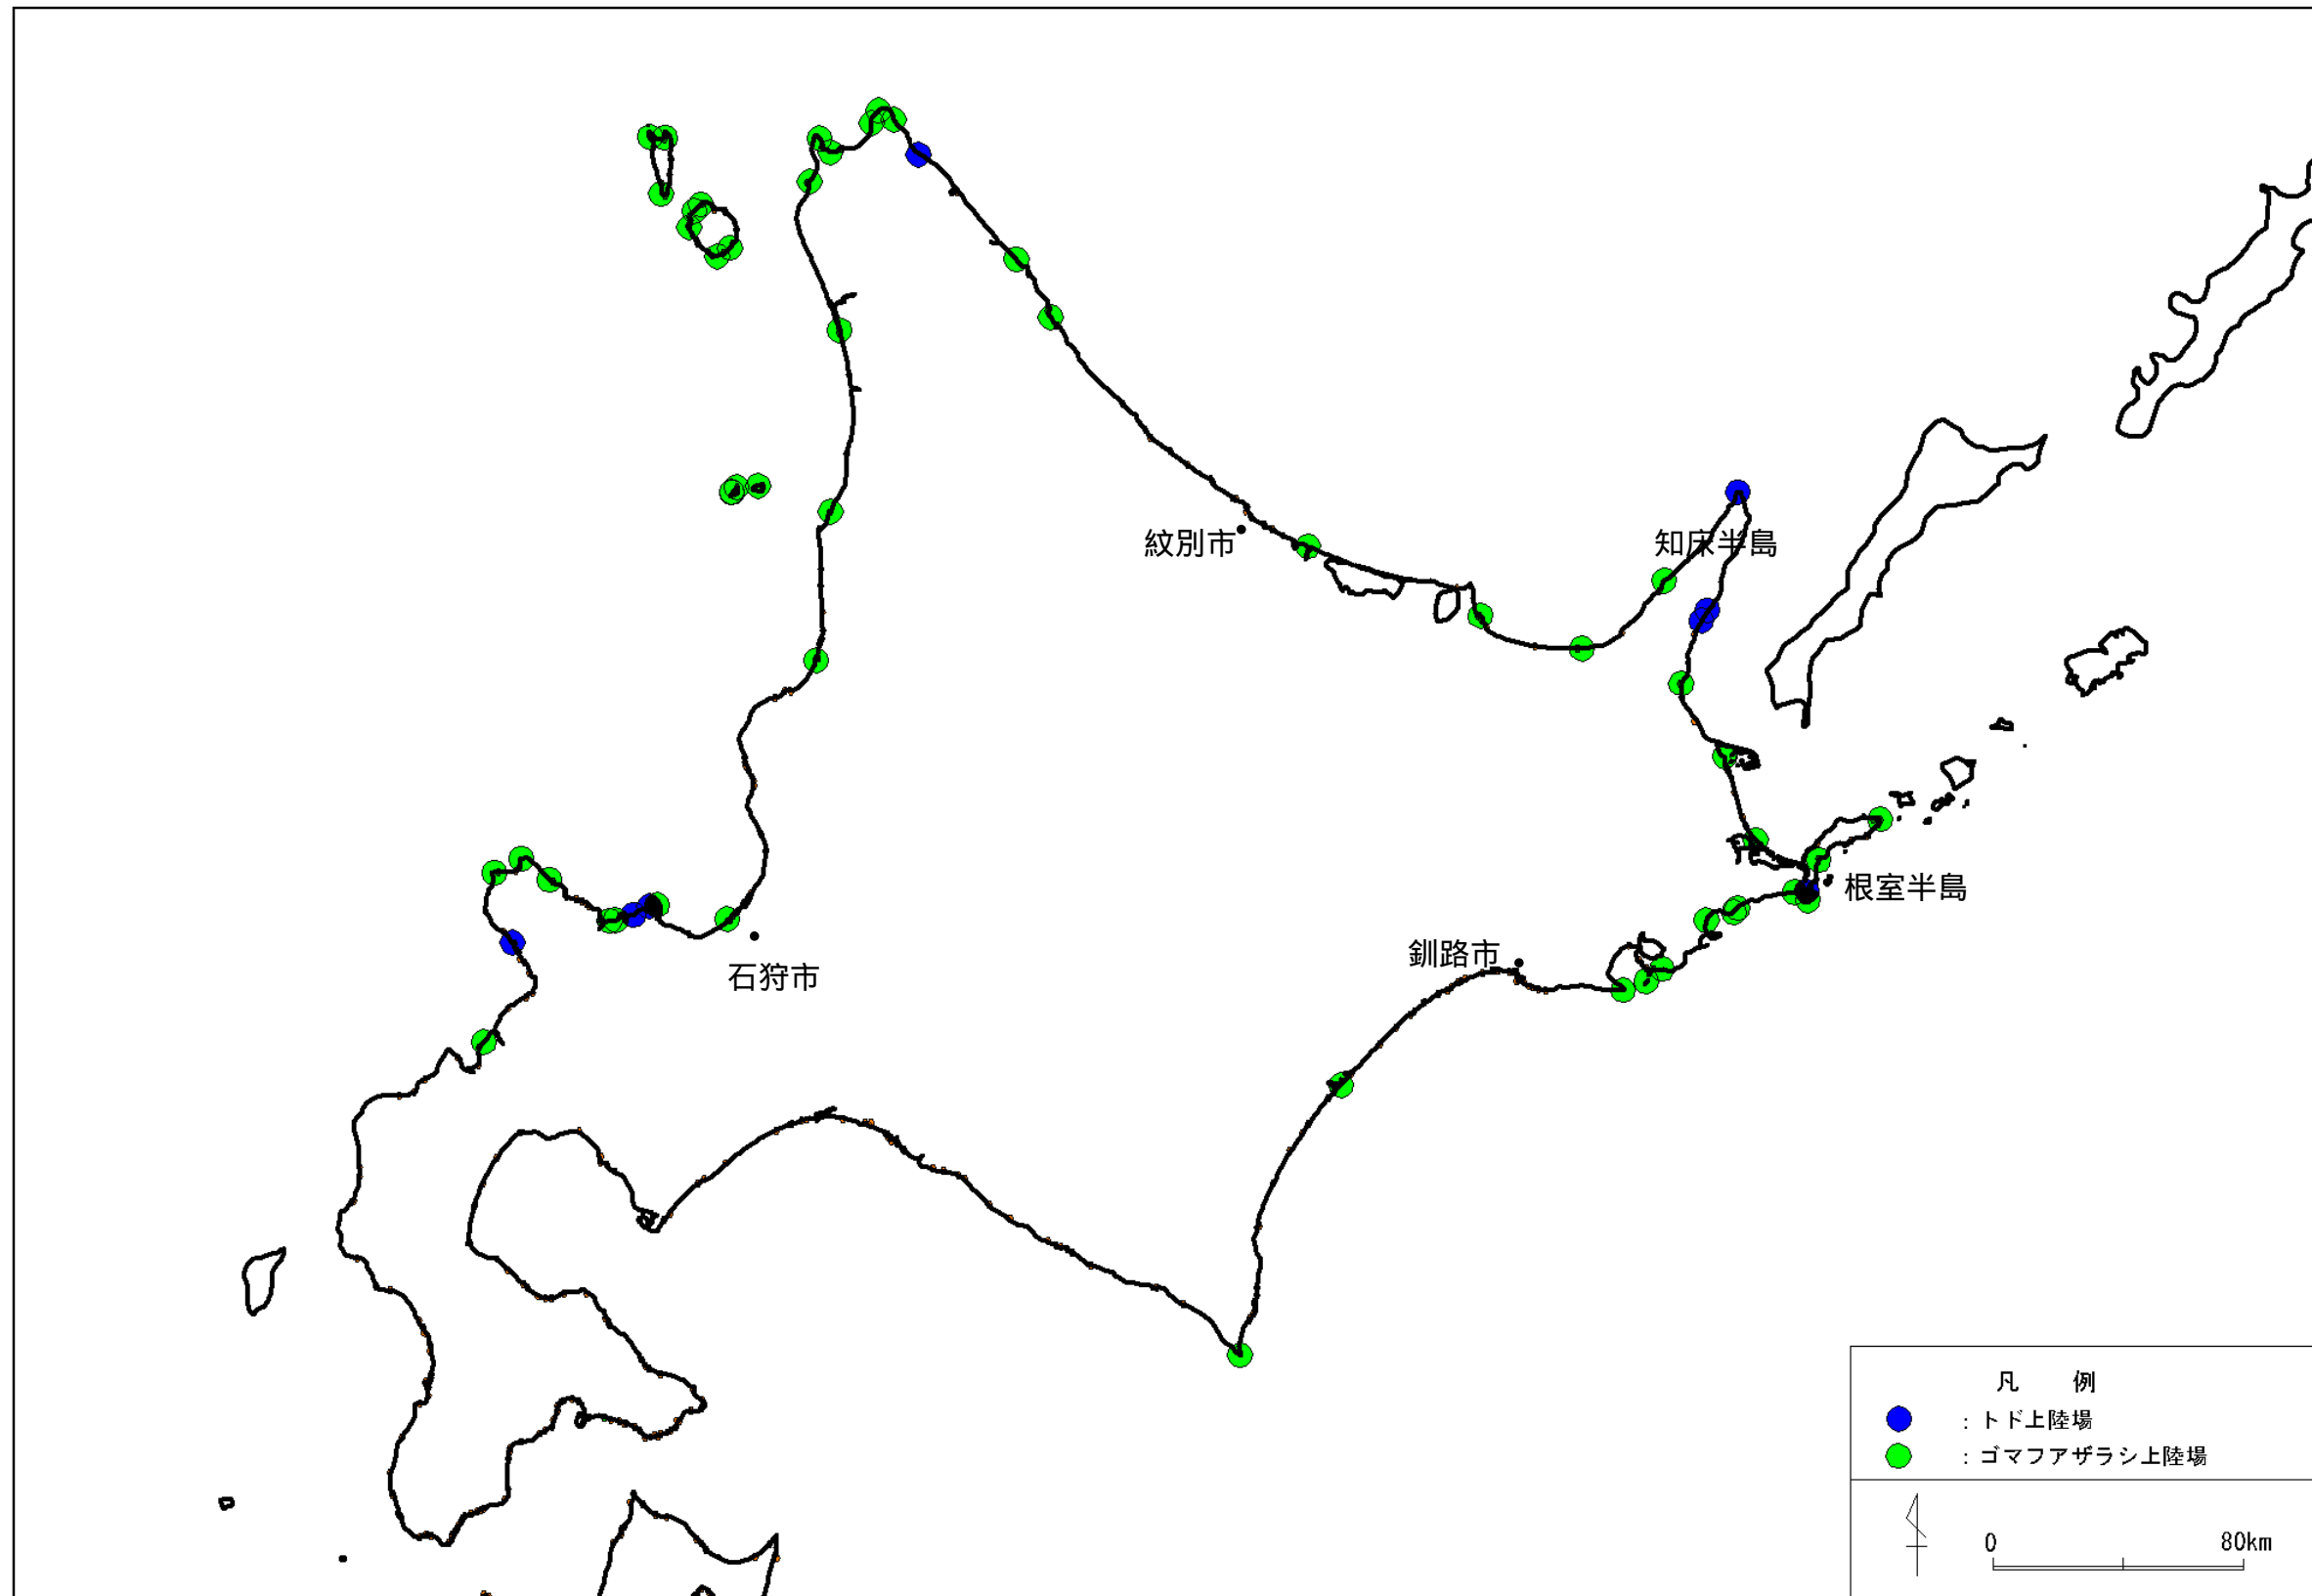 紋別市
知床半島
根室半島
釧路市
石狩市
凡 例
：トド上陸場
：ゴマフアザラシ上陸場
0 80km